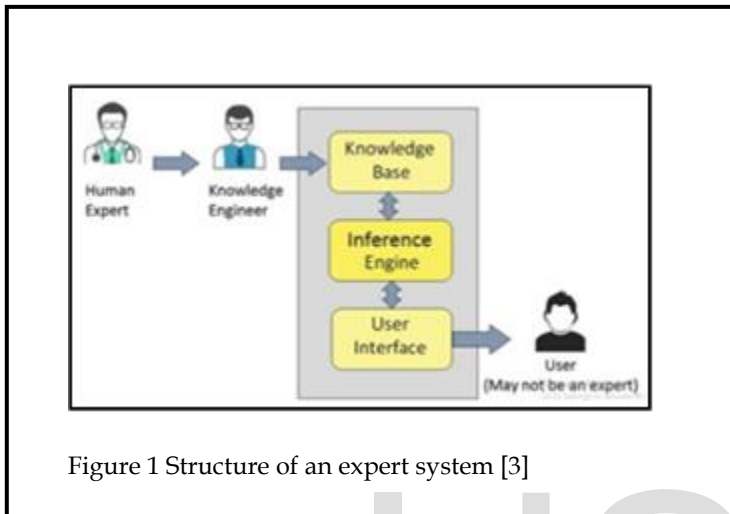 Human
Expert
Knowledge
Engineer
Knowledge
Base
Inference
Engine
User
Interface
User
(May not be an expert)
Figure 1 Structure of an expert system [3]